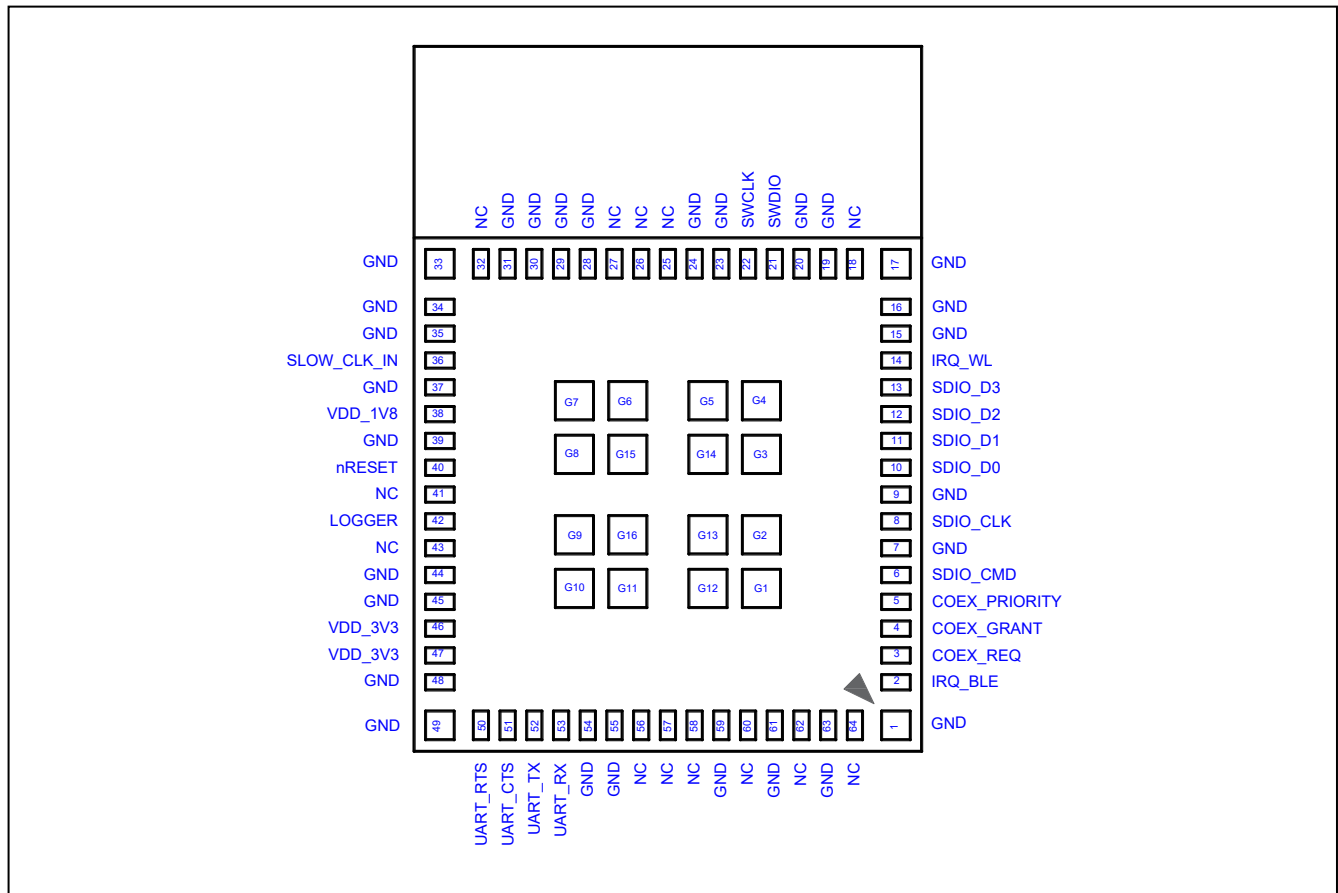 NC GND GND GND GND NC NC NC GND GND SWCLK SWDIO GND GND NC
GND 33 32 31 30 29 28 27 26 25 24 23 22 21 20 19 18 17 GND
GND 34 16 GND
GND 35 15 GND
SLOW_CLK_IN 36 14 IRQ_WL
GND 37 13 SDIO_D3
G7 G6 G5 G4
VDD_1V8 38 12 SDIO_D2
GND 39 11 SDIO_D1
G8 G15 G14 G3
nRESET 40 10 SDIO_D0
NC 41 9 GND
LOGGER 42 8 SDIO_CLK
G9 G16 G13 G2
NC 43 7 GND
GND 44 6 SDIO_CMD
G10 G11 G12 G1
GND 45 5 COEX_PRIORITY
VDD_3V3 46 4 COEX_GRANT
VDD_3V3 47 3 COEX_REQ
GND 48 2 IRQ_BLE
GND 49 50 51 52 53 54 55 56 57 58 59 60 61 62 63 64 1 GND
UART_RTS UART_CTS UART_TX UART_RX GND GND NC NC NC GND NC GND NC GND NC